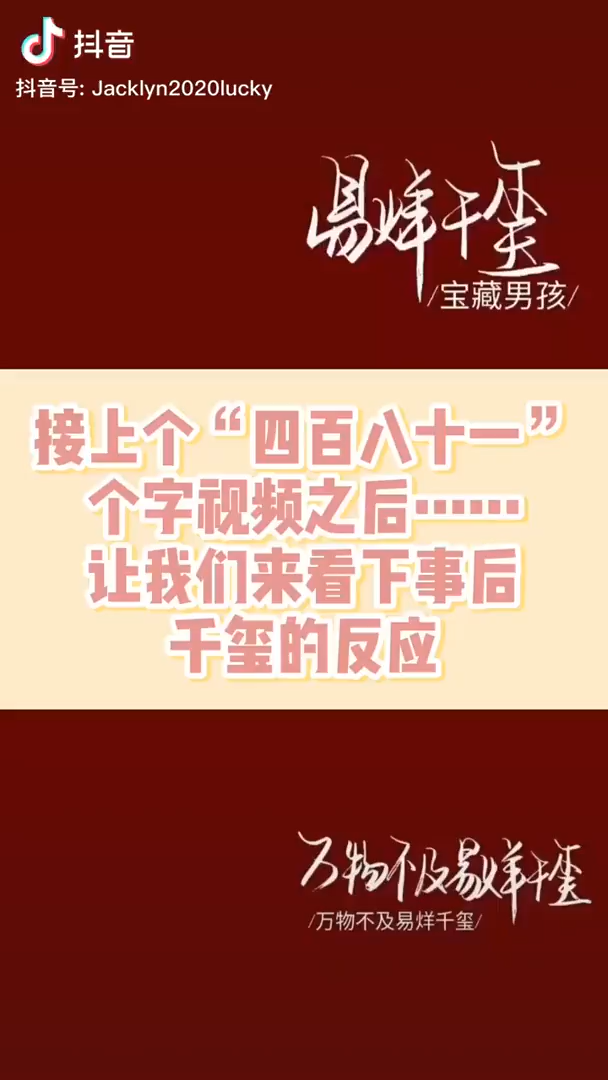 抖音
抖音号: Jacklyn2020lucky
易烊千玺
/宝藏男孩/
接上个“四百八十一”
个字视频之后……
让我们来看下事后
千玺的反应
万物不及易烊千玺
/万物不及易烊千玺/